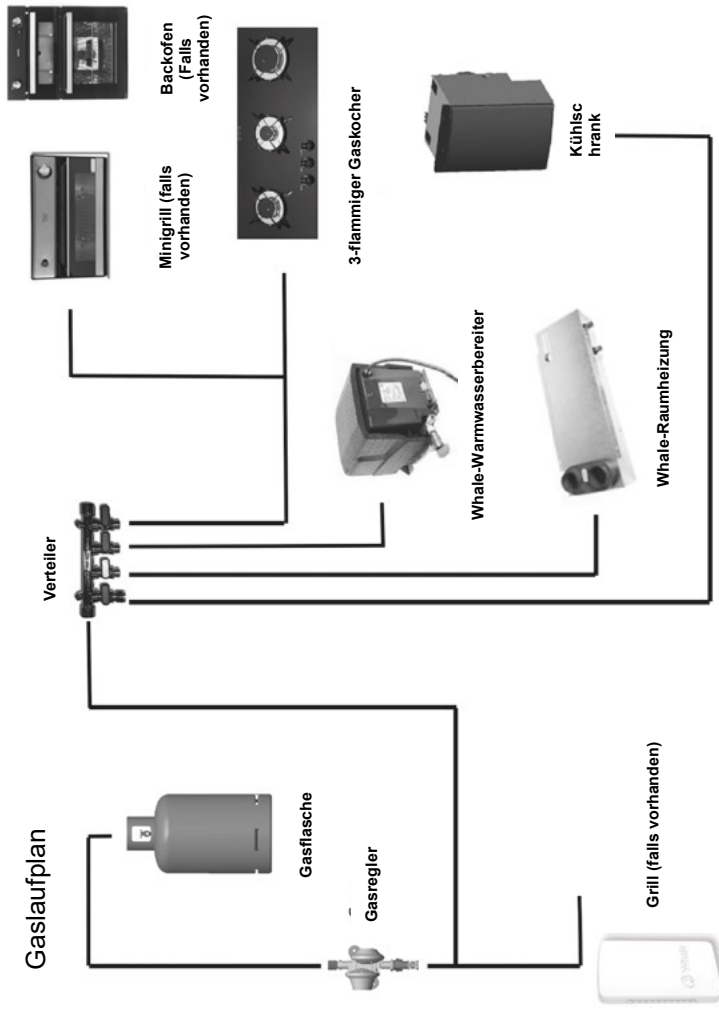 Gaslaufplan
Gasflasche
Gasregler
Grill (falls vorhanden)
Verteiler
Minigrill (falls
vorhanden)
Backofen
(Falls
vorhanden)
3-flammiger Gaskocher
Whale-Warmwasserbereiter
Whale-Raumheizung
Kühlsc
hrank